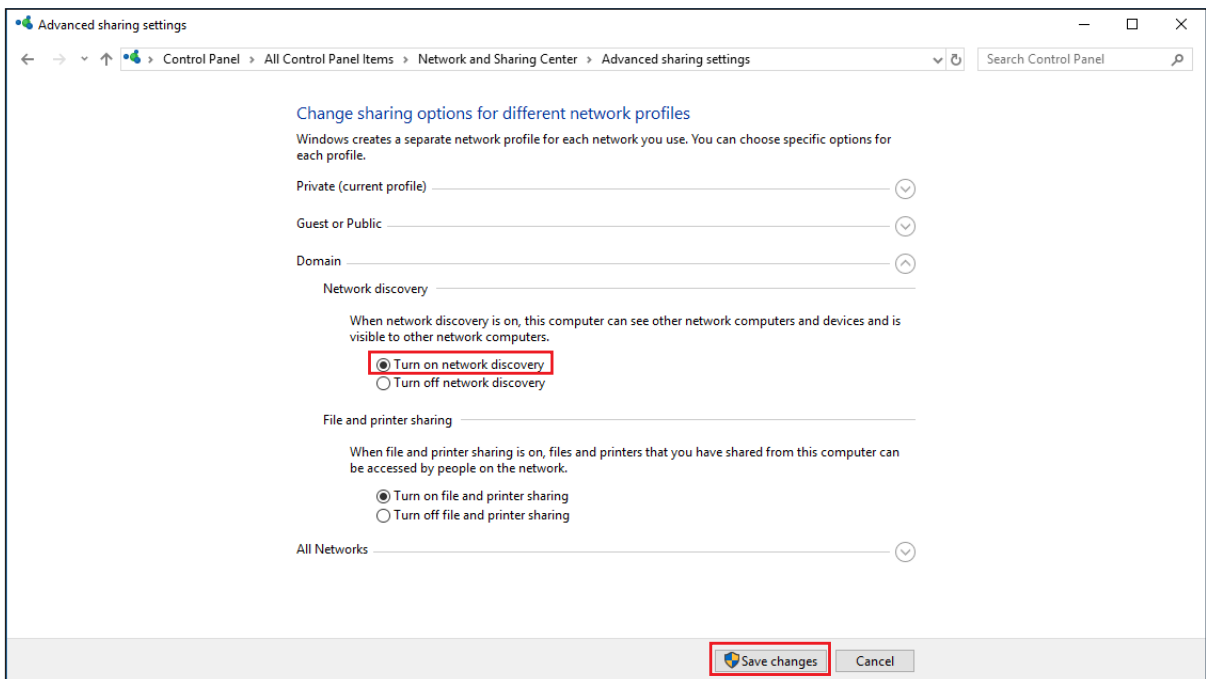 Advanced sharing settings
Control Panel > All Control Panel Items > Network and Sharing Center > Advanced sharing settings
Search Control Panel
Change sharing options for different network profiles
Windows creates a separate network profile for each network you use. You can choose specific options for
each profile.
Private (current profile)
Guest or Public
Domain
Network discovery
When network discovery is on, this computer can see other network computers and devices and is
visible to other network computers.
Turn on network discovery
Turn off network discovery
File and printer sharing
When file and printer sharing is on, files and printers that you have shared from this computer can
be accessed by people on the network.
Turn on file and printer sharing
Turn off file and printer sharing
All Networks
Save changes
Cancel